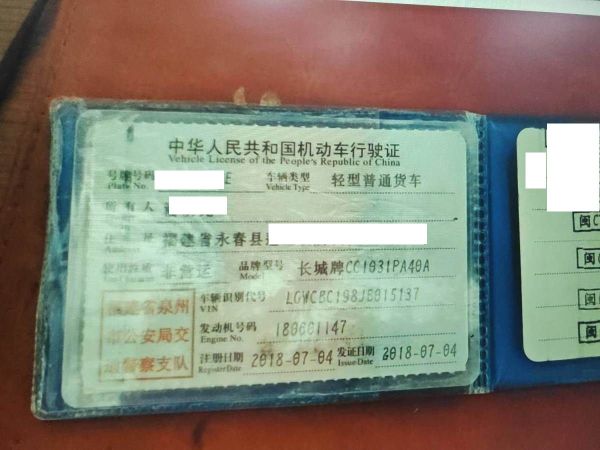 中华人民共和国机动车行驶证
Vehicle License of the People's Republic of China
号牌号码 E 车辆类型 轻型普通货车
Plate No. Vehicle Type
所有人
住 址 福建省永春县
Address
使用性质 非营运 品牌型号 长城牌CC1031PA40A
Use Character Model
福建省泉州 车辆识别代号 LGWCBC198JB015137
VIN
市公安局交 发动机号码 180601147
Engine No.
通警察支队 注册日期 2018-07-04 发证日期 2018-07-04
Register Date Issue Date
闽C
闽
闽
闽